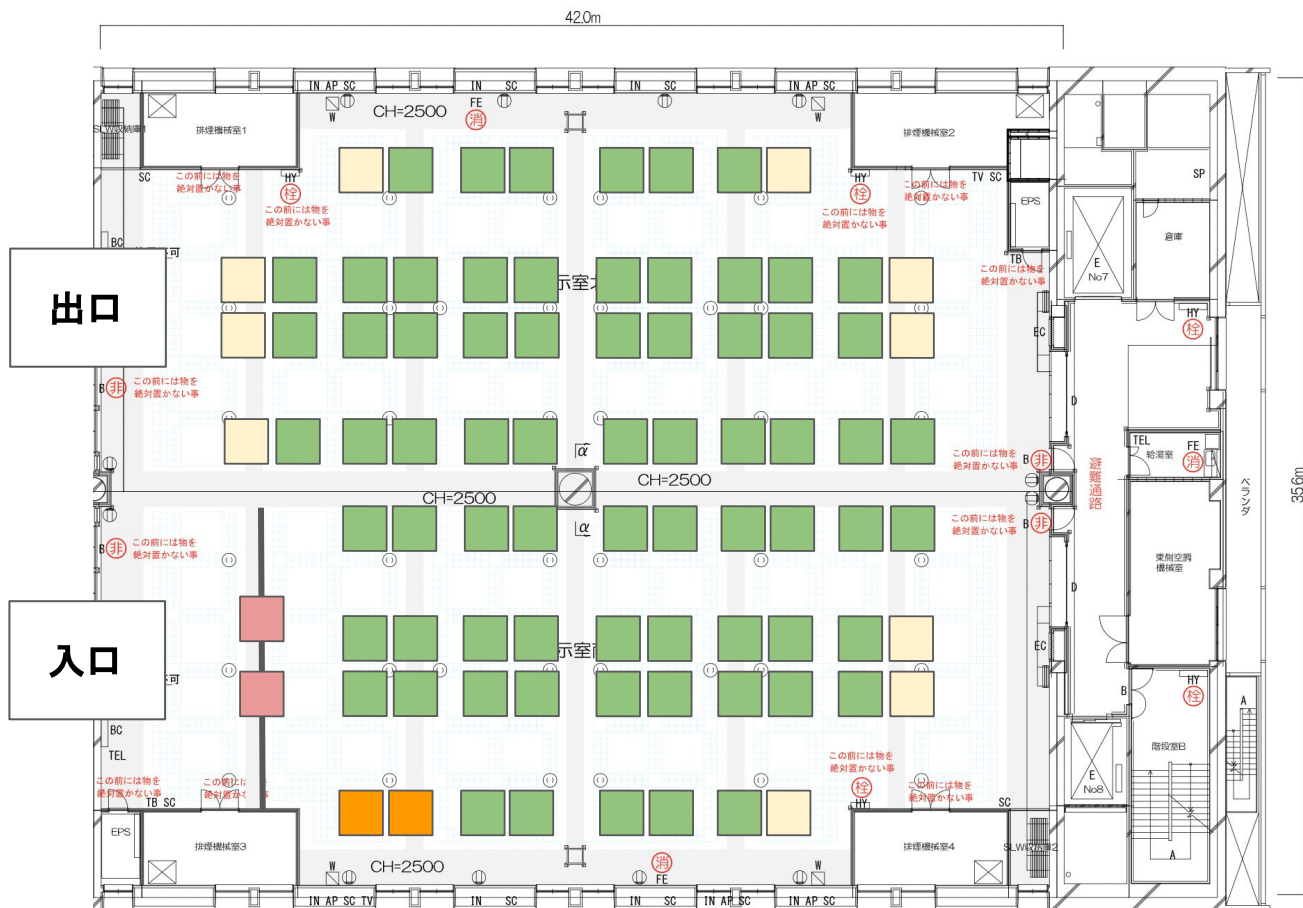 42.0m
IN AP SC
IN SC
IN SC
IN AP SC
FE
消
CH=2500
W
W
排煙機械室1
排煙機械室2
SC
HY
栓
この前には物を
絶対置かない事
この前には物を
絶対置かない事
HY
栓
この前には物を
絶対置かない事
TV SC
この前には物を
絶対置かない事
EPS
SP
倉庫
E
No7
BC
可
TB
この前には物を
絶対置かない事
出口
示室
EC
HY
栓
B 非
この前には物を
絶対置かない事
D
TEL
FE
給湯室
消
α
この前には物を
絶対置かない事
B 非
避難通路
CH=2500
CH=2500
ベランダ
35.6m
α
B 非
この前には物を
絶対置かない事
この前には物を
絶対置かない事
B 非
東側空調
機械室
D
入口
示室
EC
可
HY
栓
B
A
BC
TEL
階段室B
この前には物を
絶対置かない事
この前には物を
絶対置かない事
この前には物を
絶対置かない事
栓
HY
この前には物を
絶対置かない事
E
No8
TB SC
SC
EPS
排煙機械室3
排煙機械室4
A
CH=2500
消
FE
W
W
IN AP SC TV
IN SC
IN AP SC
IN AP SC